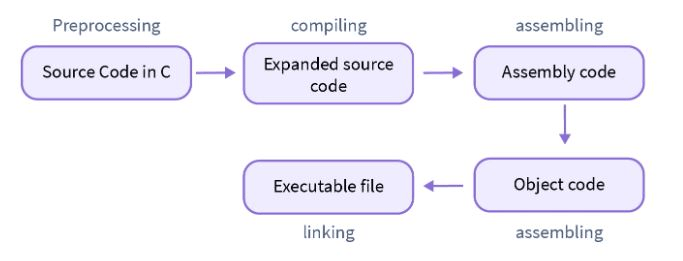 Preprocessing
compiling
assembling
Source Code in C
Expanded source
code
Assembly code
Executable file
Object code
linking
assembling